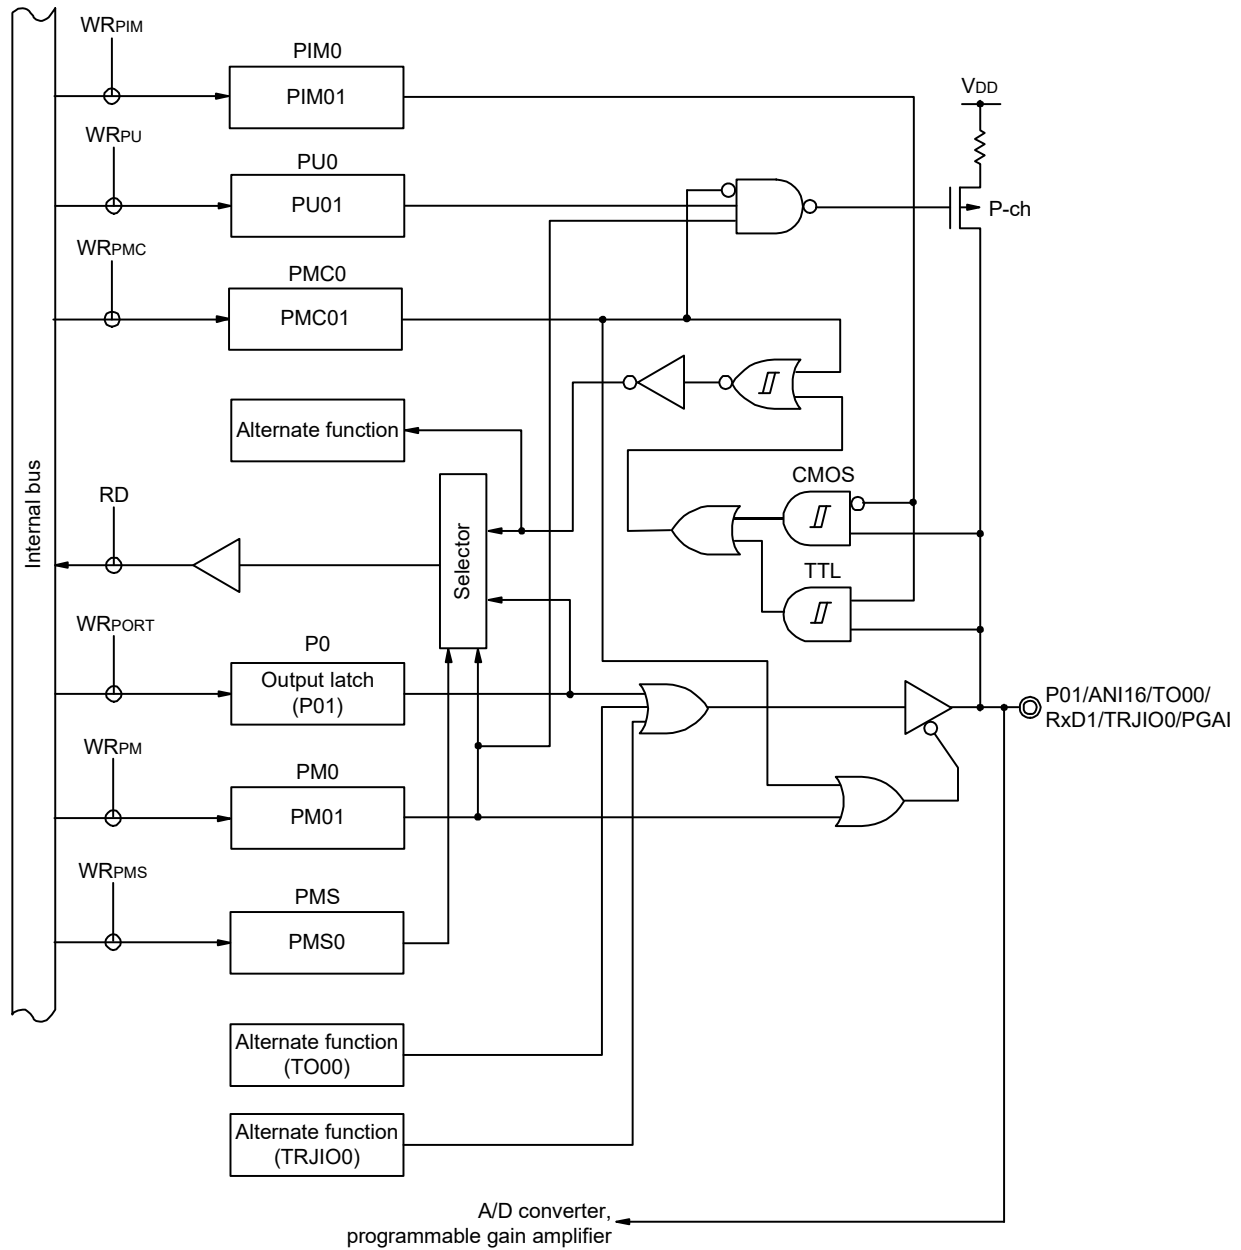 WRPIM
PIM0
PIM01
VDD
WRPU
PU0
PU01
P-ch
WRPMC
PMC0
PMC01
Alternate function
Internal bus
RD
Selector
CMOS
TTL
WRPORT
P0
Output latch
(P01)
P01/ANI16/TO00/
RxD1/TRJIO0/PGAI
WRPM
PM0
PM01
WRPMS
PMS
PMS0
Alternate function
(TO00)
Alternate function
(TRJIO0)
A/D converter,
programmable gain amplifier